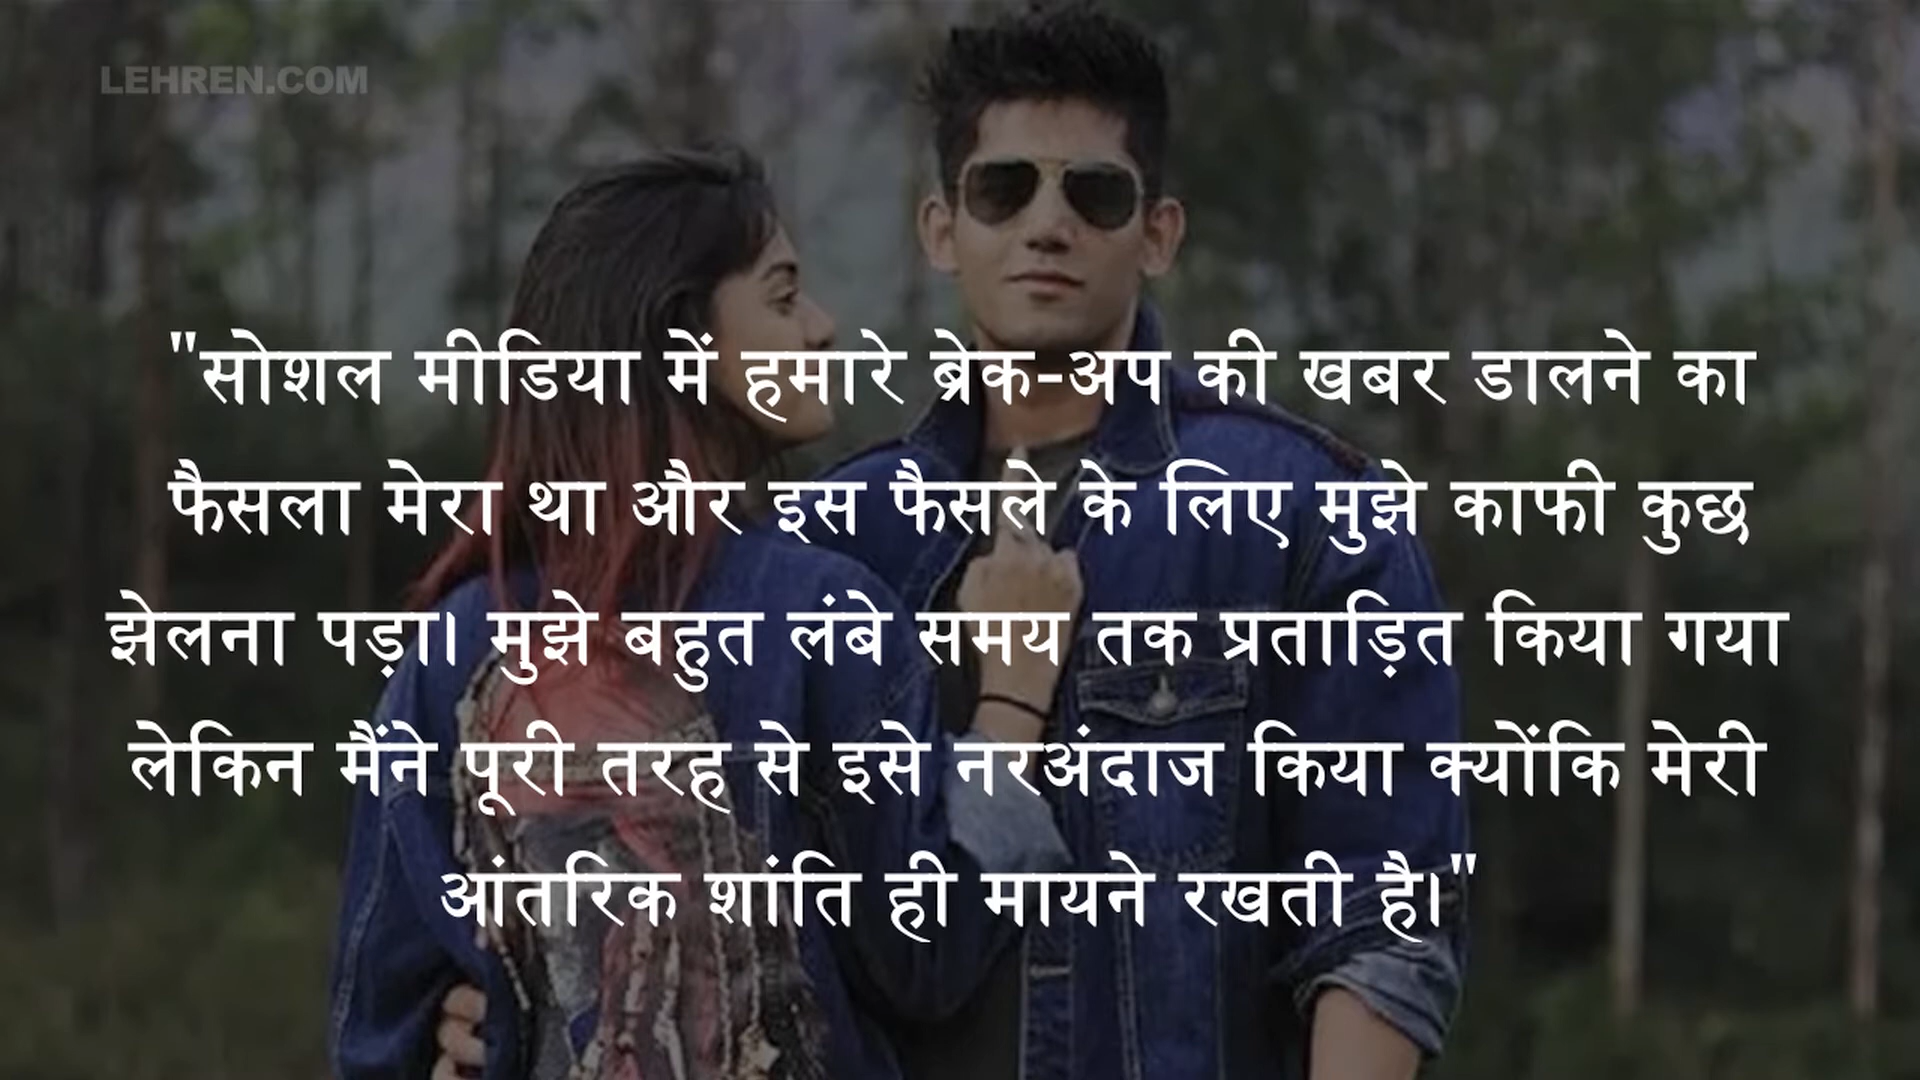 LEHREN.COM
"सोशल मीडिया में हमारे ब्रेक-अप की खबर डालने का
फैसला मेरा था और इस फैसले के लिए मुझे काफी कुछ
झेलना पड़ा। मुझे बहुत लंबे समय तक प्रताड़ित किया गया
लेकिन मैंने पूरी तरह से इसे नरअंदाज किया क्योंकि मेरी
आंतरिक शांति ही मायने रखती है।"